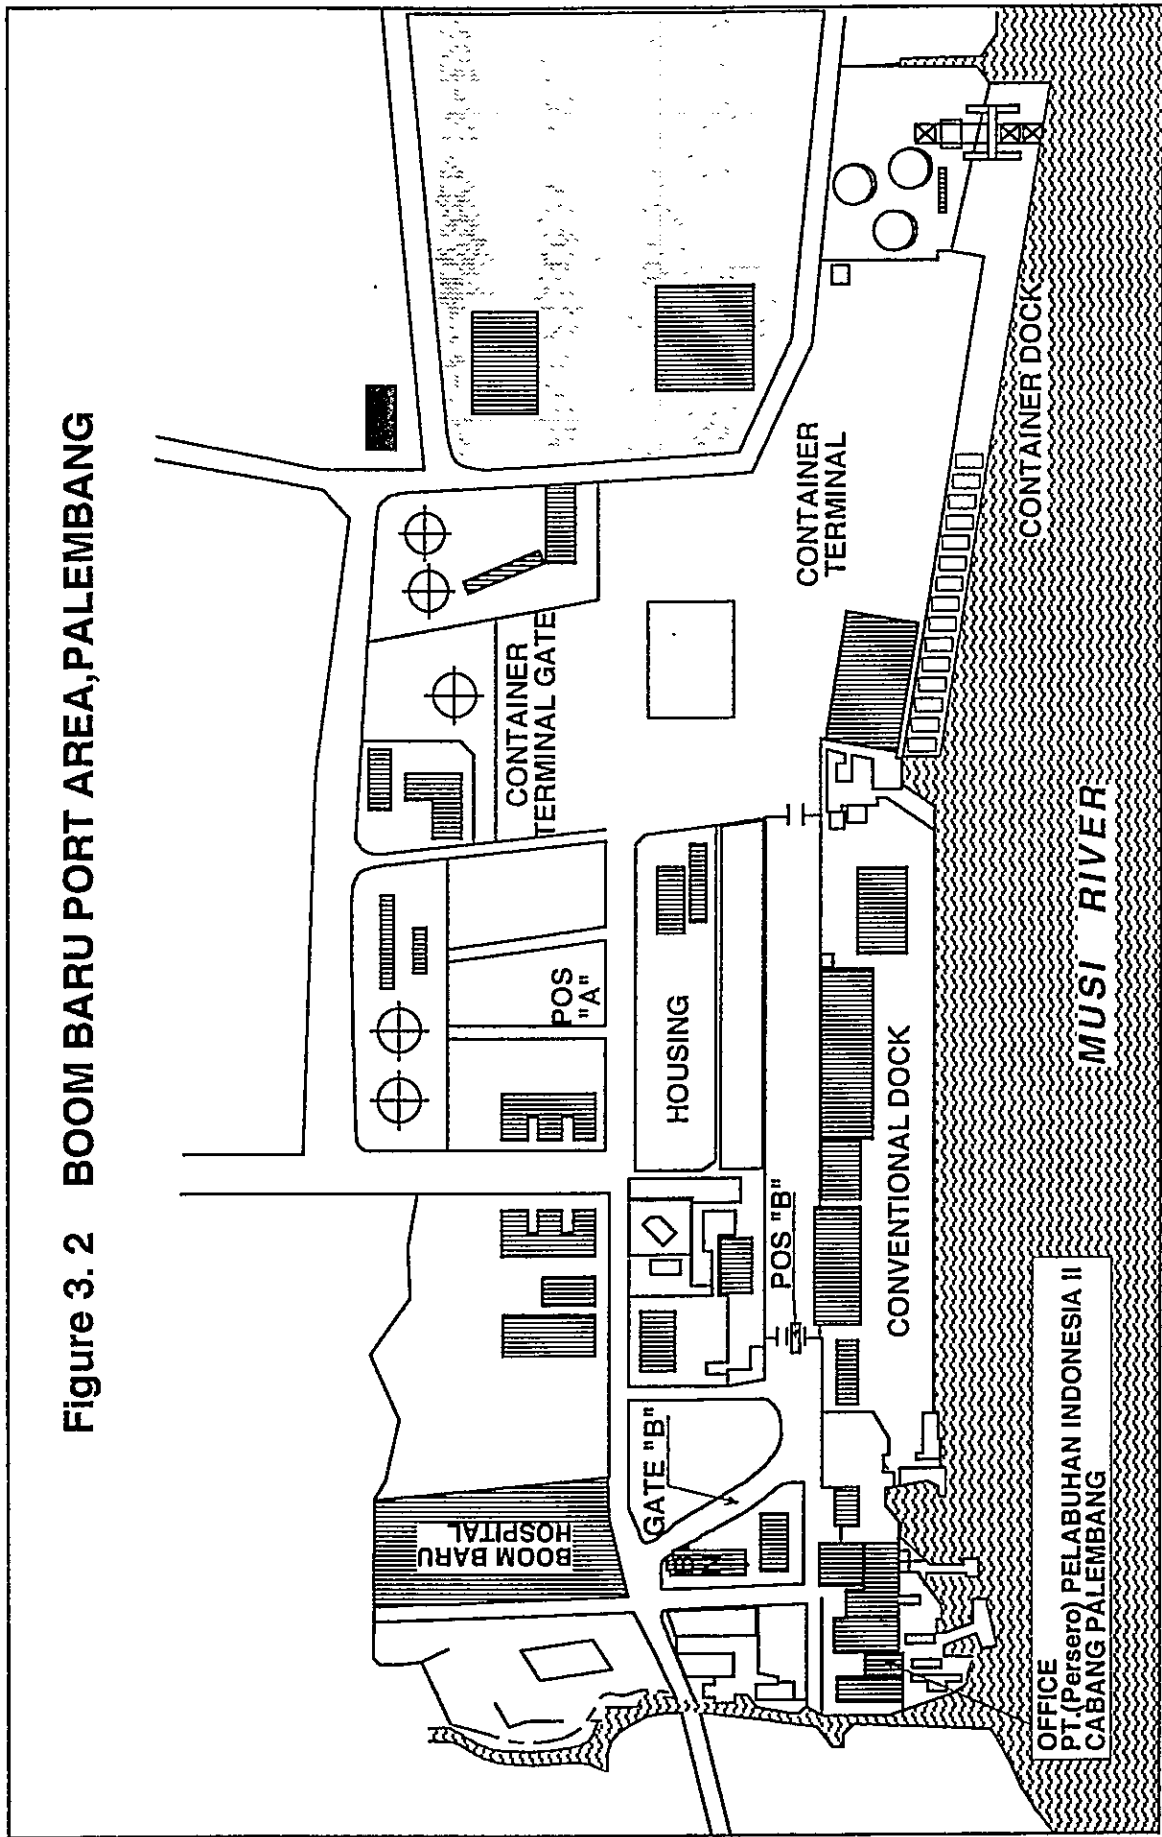 Figure 3. 2 BOOM BARU PORT AREA,PALEMBANG
BOOM BARU
HOSPITAL
GATE "B"
POS
"A"
HOUSING
POS "B"
CONTAINER
TERMINAL GATE
CONTAINER
TERMINAL
CONVENTIONAL DOCK
CONTAINER DOCK
MUSI RIVER
OFFICE
PT.(Persero) PELABUHAN INDONESIA II
CABANG PALEMBANG